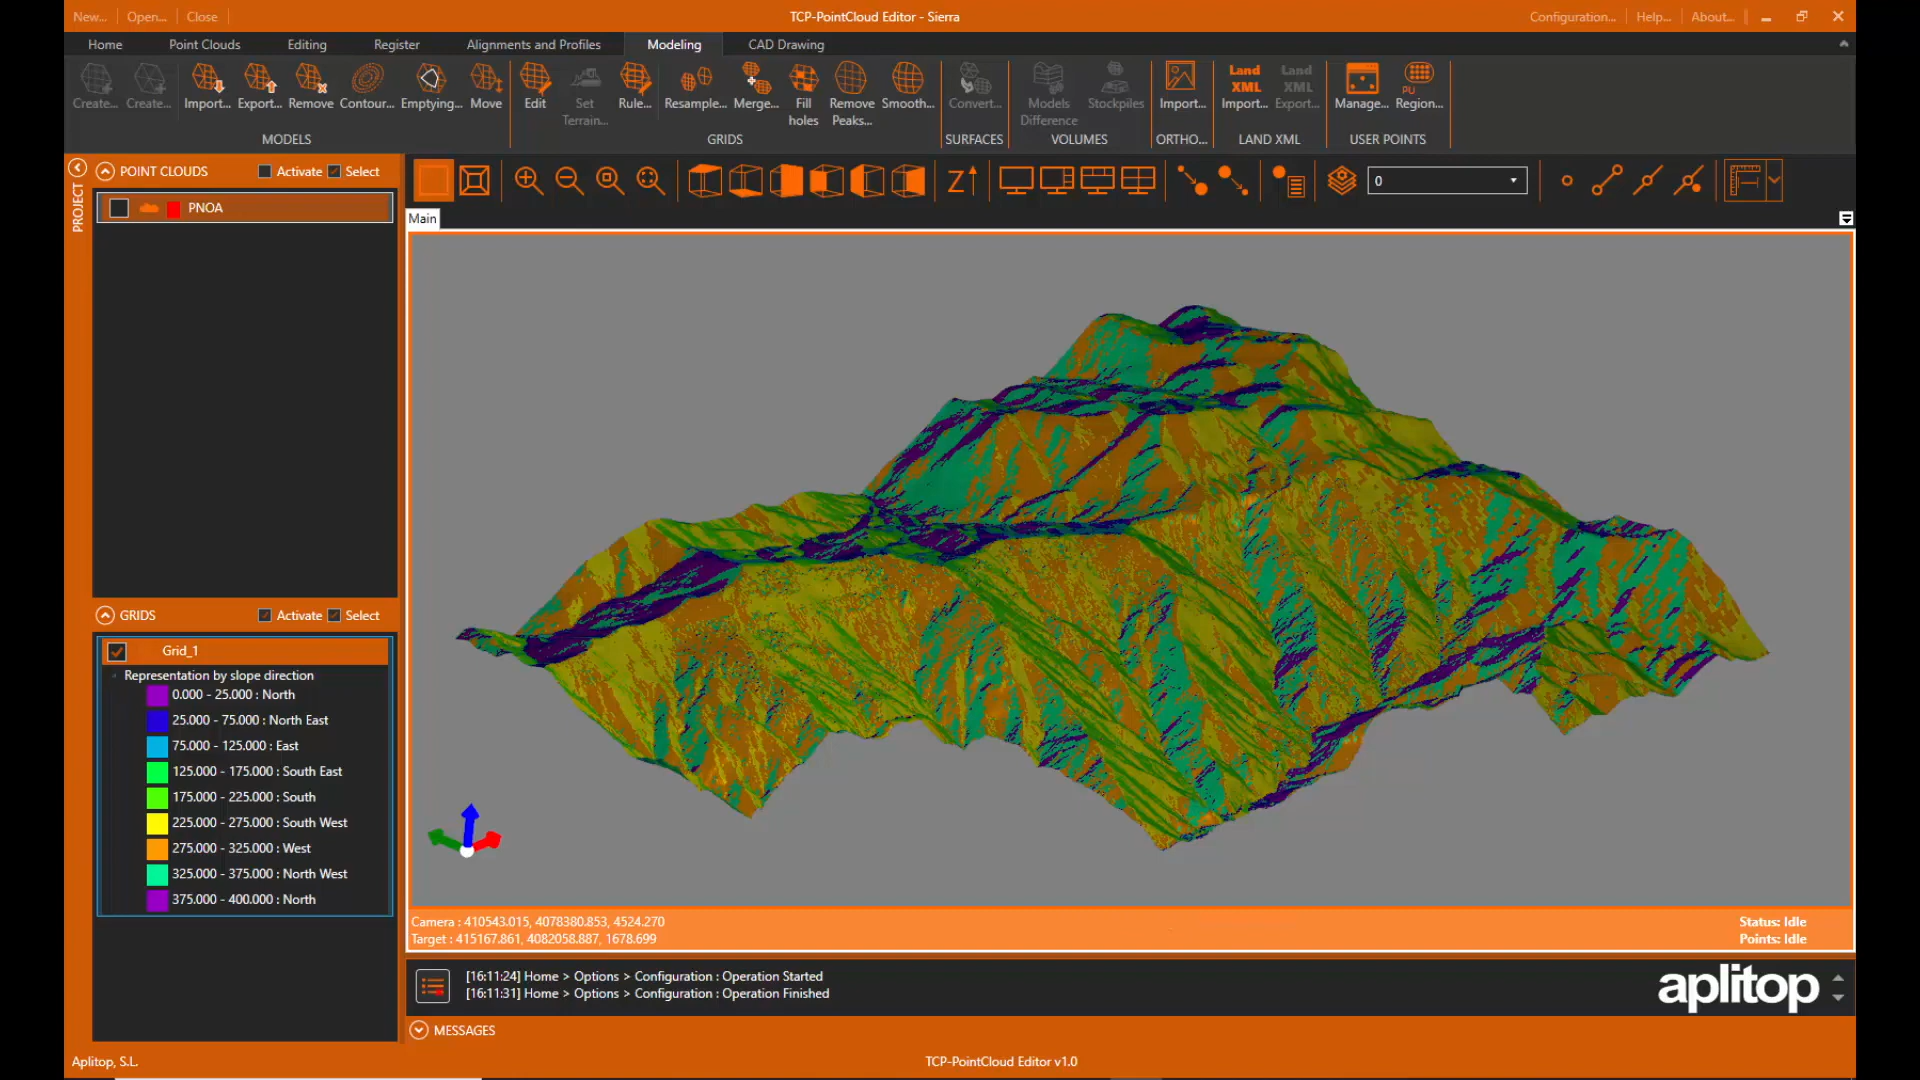 New... Open... Close
TCP-PointCloud Editor - Sierra
Configuration... Help... About...
Home Point Clouds Editing Register Alignments and Profiles Modeling CAD Drawing
Create... Create... Import... Export... Remove Contour... Emptying... Move
MODELS
Edit Set Terrain... Rule... Resample... Merge... Fill holes Remove Peaks... Smooth...
GRIDS
Convert...
SURFACES
Models Difference Stockpiles
VOLUMES
Import...
ORTHO...
Land XML Import... Land XML Export...
LAND XML
PU
Manage... Region...
USER POINTS
PROJECT
POINT CLOUDS Activate Select
PNOA
Z
0
Main
GRIDS Activate Select
Grid_1
Representation by slope direction
0.000 - 25.000 : North
25.000 - 75.000 : North East
75.000 - 125.000 : East
125.000 - 175.000 : South East
175.000 - 225.000 : South
225.000 - 275.000 : South West
275.000 - 325.000 : West
325.000 - 375.000 : North West
375.000 - 400.000 : North
Camera : 410543.015, 4078380.853, 4524.270
Target : 415167.861, 4082058.887, 1678.699
Status: Idle
Points: Idle
[16:11:24] Home > Options > Configuration : Operation Started
[16:11:31] Home > Options > Configuration : Operation Finished
aplitop
MESSAGES
Aplitop, S.L.
TCP-PointCloud Editor v1.0